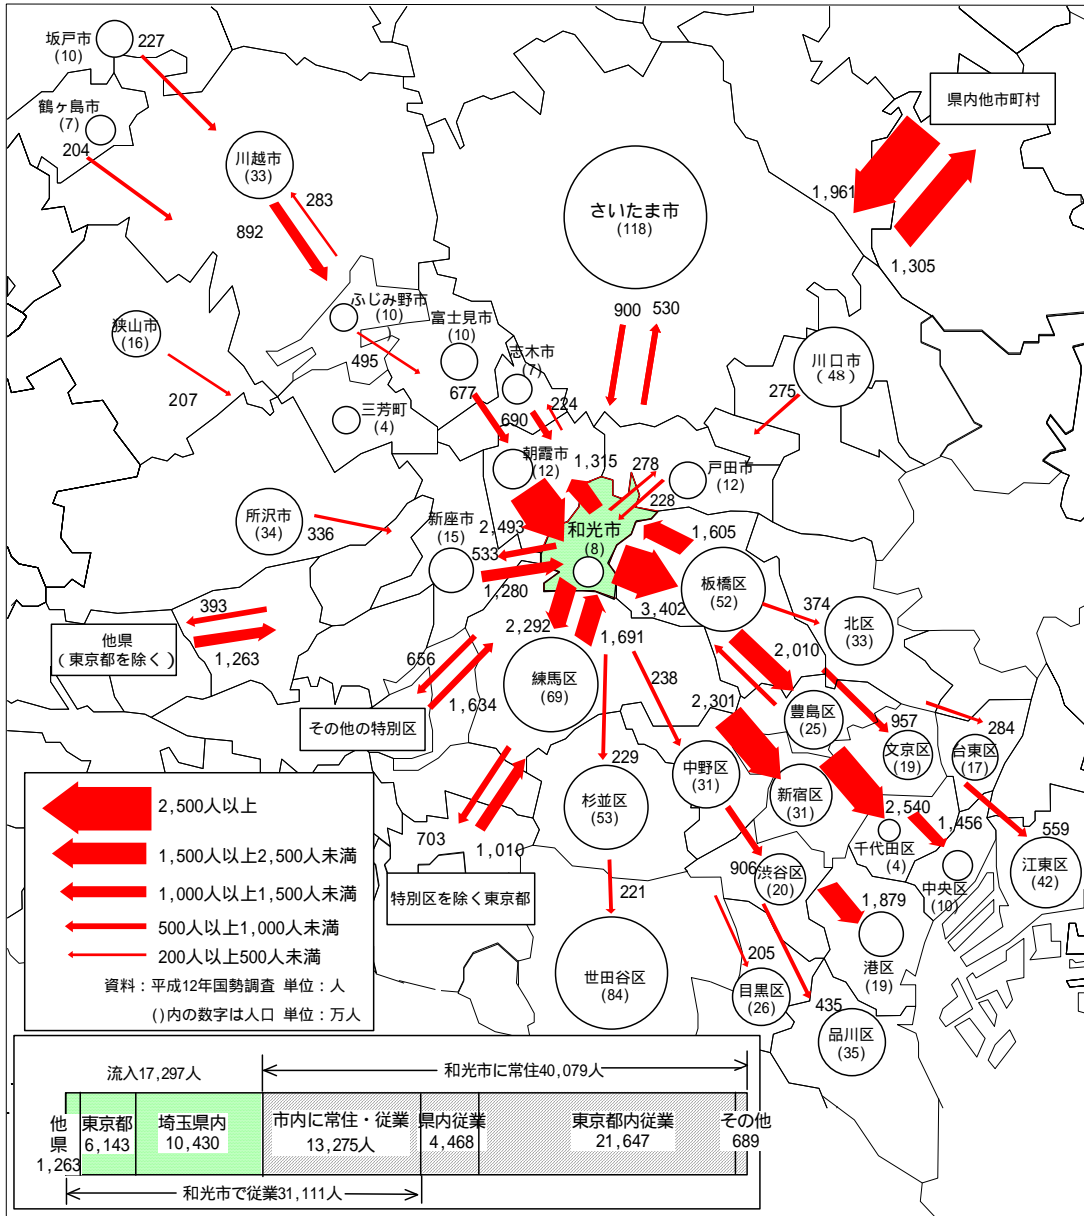 坂戸市
(10)
227
鶴ヶ島市
(7)
204
川越市
(33)
283
892
さいたま市
(118)
県内他市町村
1,961
1,305
狭山市
(16)
207
ふじみ野市
(10)
495
富士見市
(10)
677
志木市
(7)
690
224
900
530
川口市
(48)
275
三芳町
(4)
朝霞市
(12)
1,315
278
228
戸田市
(12)
所沢市
(34)
336
新座市
(15)
2,493
533
1,280
和光市
(8)
1,605
3,402
板橋区
(52)
374
北区
(33)
393
他県
(東京都を除く)
1,263
656
1,634
その他の特別区
2,292
練馬区
(69)
1,691
238
2,010
2,301
豊島区
(25)
957
文京区
(19)
284
台東区
(17)
229
杉並区
(53)
中野区
(31)
新宿区
(31)
2,540
千代田区
(4)
1,456
中央区
(10)
559
江東区
(42)
703
1,010
特別区を除く東京都
221
世田谷区
(84)
906
渋谷区
(20)
1,879
港区
(19)
205
目黒区
(26)
435
品川区
(35)
2,500人以上
1,500人以上2,500人未満
1,000人以上1,500人未満
500人以上1,000人未満
200人以上500人未満
資料：平成12年国勢調査 単位：人
()内の数字は人口 単位：万人
流入17,297人
和光市に常住40,079人
他県
1,263
東京都
6,143
埼玉県内
10,430
市内に常住・従業
13,275人
県内従業
4,468
東京都内従業
21,647
その他
689
和光市で従業31,111人